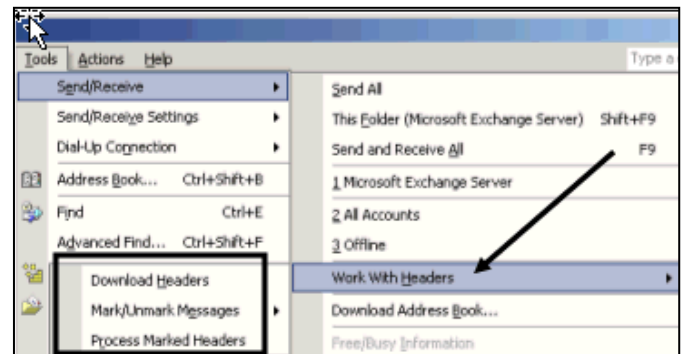 Tools Actions Help
Type a
Send/Receive
Send/Receive Settings
Dial-Up Connection
Address Book... Ctrl+Shift+B
Find Ctrl+E
Advanced Find... Ctrl+Shift+F
Download Headers
Mark/Unmark Messages
Process Marked Headers
Send All
This Folder (Microsoft Exchange Server) Shift+F9
Send and Receive All F9
1 Microsoft Exchange Server
2 All Accounts
3 Offline
Work With Headers
Download Address Book...
Free/Busy Information